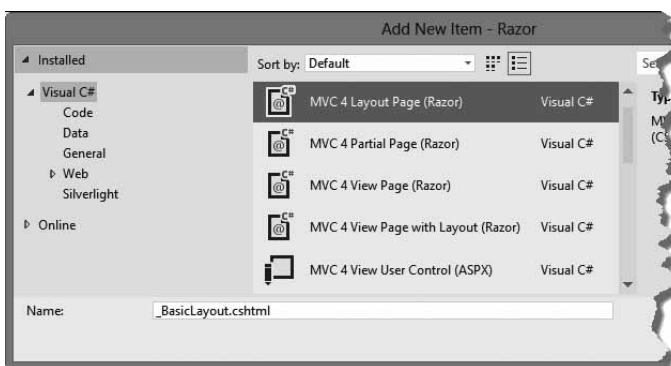 Add New Item - Razor
Installed
Sort by: Default
Visual C#
Code
Data
General
Web
Silverlight
Online
C#
@
MVC 4 Layout Page (Razor) Visual C#
C#
@
MVC 4 Partial Page (Razor) Visual C#
C#
@
MVC 4 View Page (Razor) Visual C#
C#
@
MVC 4 View Page with Layout (Razor) Visual C#
MVC 4 View User Control (ASPX) Visual C#
Name: _BasicLayout.cshtml